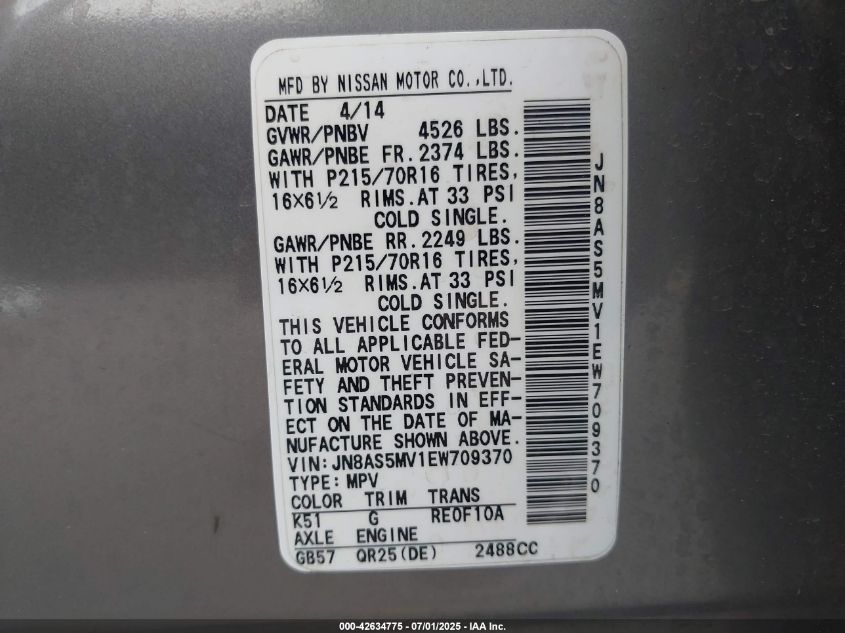 MFD BY NISSAN MOTOR CO.,LTD.
DATE 4/14
GVWR/PNBV 4526 LBS.
GAWR/PNBE FR. 2374 LBS.
WITH P215/70R16 TIRES,
16×6½ RIMS.AT 33 PSI
COLD SINGLE.
GAWR/PNBE RR. 2249 LBS.
WITH P215/70R16 TIRES,
16×6½ RIMS.AT 33 PSI
COLD SINGLE.
THIS VEHICLE CONFORMS
TO ALL APPLICABLE FED-
ERAL MOTOR VEHICLE SA-
FETY AND THEFT PREVEN-
TION STANDARDS IN EFF-
ECT ON THE DATE OF MA-
NUFACTURE SHOWN ABOVE.
VIN:JN8AS5MV1EW709370
TYPE:MPV
COLOR TRIM TRANS
K51 G RE0F10A
AXLE ENGINE
GB57 QR25(DE) 2488CC
JN8AS5MV1EW709370
000-42634775 - 07/01/2025 - IAA Inc.